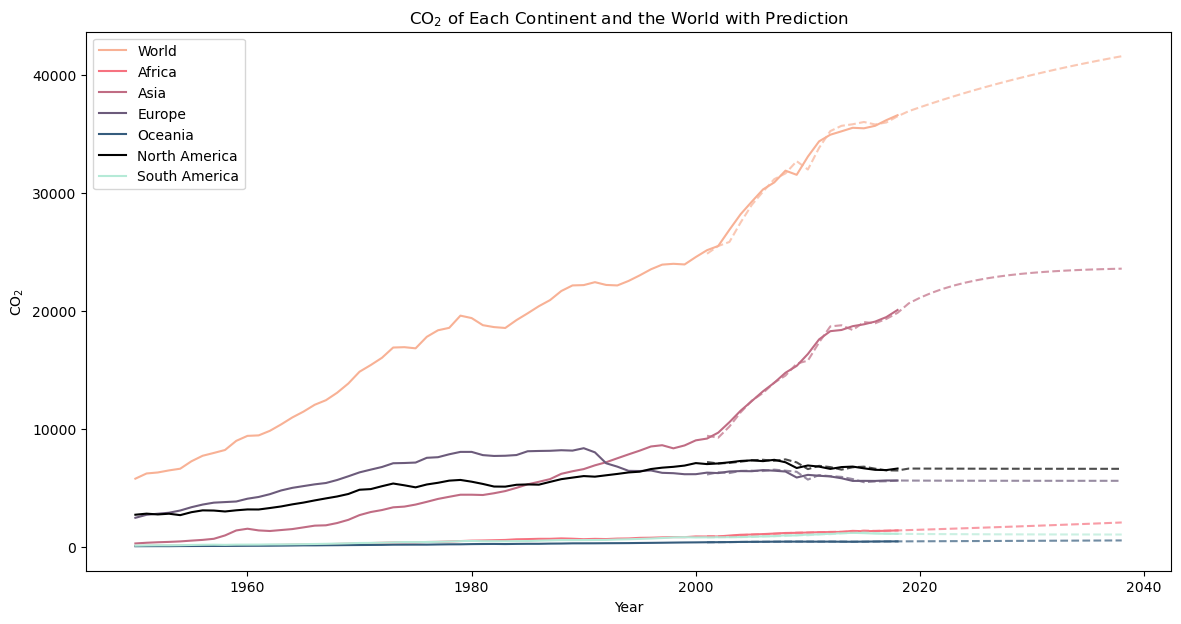 CO₂ of Each Continent and the World with Prediction
World
Africa
Asia
Europe
Oceania
North America
South America
40000
30000
20000
10000
0
CO₂
1960
1980
2000
2020
2040
Year